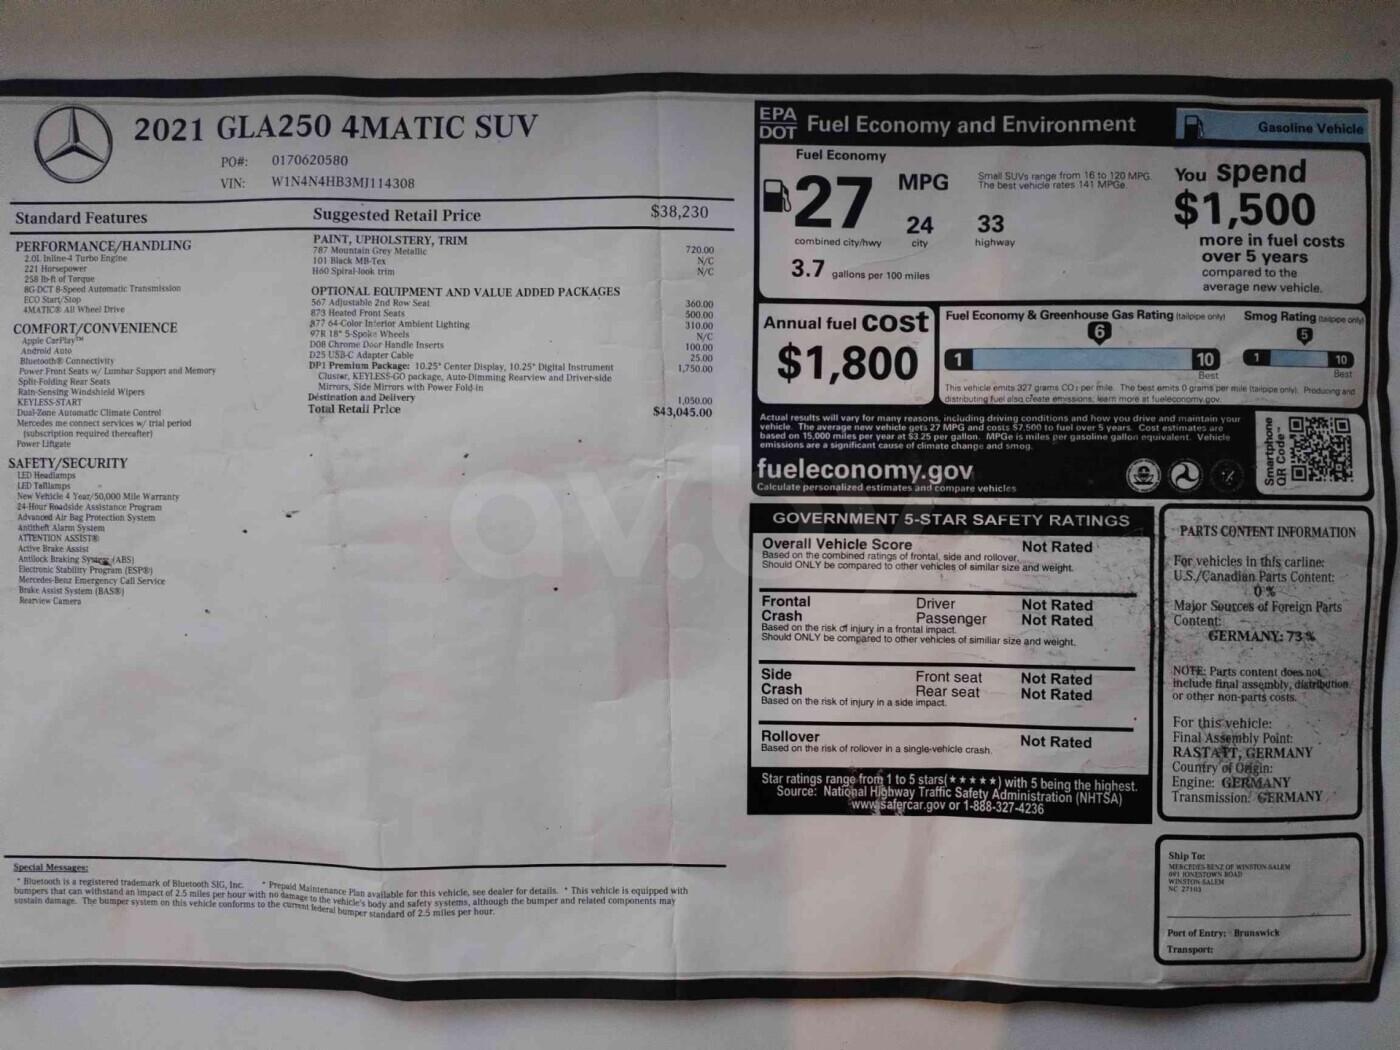 2021 GLA250 4MATIC SUV
PO#: 0170620580
VIN: W1N4N4HB3MJ114308
Standard Features
PERFORMANCE/HANDLING
2.0L Inline-4 Turbo Engine
221 Horsepower
258 lb-ft of Torque
8G-DCT 8-Speed Automatic Transmission
ECO Start/Stop
4MATIC® All Wheel Drive
COMFORT/CONVENIENCE
Apple CarPlay™
Android Auto
Bluetooth® Connectivity
Power Front Seats w/ Lumbar Support and Memory
Split-Folding Rear Seats
Rain-Sensing Windshield Wipers
KEYLESS-START
Dual-Zone Automatic Climate Control
Mercedes me connect services w/ trial period
(subscription required thereafter)
Power Liftgate
SAFETY/SECURITY
LED Headlamps
LED Taillamps
New Vehicle 4 Year/50,000 Mile Warranty
24-Hour Roadside Assistance Program
Advanced Air Bag Protection System
Antitheft Alarm System
ATTENTION ASSIST®
Active Brake Assist
Antilock Braking System (ABS)
Electronic Stability Program (ESP®)
Mercedes-Benz Emergency Call Service
Brake Assist System (BAS®)
Rearview Camera
Suggested Retail Price $38,230
PAINT, UPHOLSTERY, TRIM
787 Mountain Grey Metallic 720.00
101 Black MB-Tex N/C
H60 Spiral-look trim N/C
OPTIONAL EQUIPMENT AND VALUE ADDED PACKAGES
567 Adjustable 2nd Row Seat 360.00
873 Heated Front Seats 500.00
877 64-Color Interior Ambient Lighting 310.00
97R 18" 5-Spoke Wheels N/C
D08 Chrome Door Handle Inserts 100.00
D25 USB-C Adapter Cable 25.00
DP1 Premium Package: 10.25" Center Display, 10.25" Digital Instrument 1,750.00
Cluster, KEYLESS-GO package, Auto-Dimming Rearview and Driver-side
Mirrors, Side Mirrors with Power Fold-in
Destination and Delivery 1,050.00
Total Retail Price $43,045.00
Special Messages:
* Bluetooth is a registered trademark of Bluetooth SIG, Inc. * Prepaid Maintenance Plan available for this vehicle, see dealer for details. * This vehicle is equipped with
bumpers that can withstand an impact of 2.5 miles per hour with no damage to the vehicle's body and safety systems, although the bumper and related components may
sustain damage. The bumper system on this vehicle conforms to the current federal bumper standard of 2.5 miles per hour.
EPA
DOT
Fuel Economy and Environment
Gasoline Vehicle
Fuel Economy
27 MPG
combined city/hwy
24
city
33
highway
3.7 gallons per 100 miles
Small SUVs range from 16 to 120 MPG.
The best vehicle rates 141 MPGe.
You spend
$1,500
more in fuel costs
over 5 years
compared to the
average new vehicle.
Annual fuel cost
$1,800
Fuel Economy & Greenhouse Gas Rating (tailpipe only)
6
1 10
Best
Smog Rating (tailpipe only)
5
1 10
Best
This vehicle emits 327 grams CO2 per mile. The best emits 0 grams per mile (tailpipe only). Producing and
distributing fuel also create emissions; learn more at fueleconomy.gov.
Actual results will vary for many reasons, including driving conditions and how you drive and maintain your
vehicle. The average new vehicle gets 27 MPG and costs $7,500 to fuel over 5 years. Cost estimates are
based on 15,000 miles per year at $3.25 per gallon. MPGe is miles per gasoline gallon equivalent. Vehicle
emissions are a significant cause of climate change and smog.
fueleconomy.gov
Calculate personalized estimates and compare vehicles
Smartphone
QR Code™
GOVERNMENT 5-STAR SAFETY RATINGS
Overall Vehicle Score Not Rated
Based on the combined ratings of frontal, side and rollover.
Should ONLY be compared to other vehicles of similar size and weight.
Frontal Driver Not Rated
Crash Passenger Not Rated
Based on the risk of injury in a frontal impact.
Should ONLY be compared to other vehicles of similiar size and weight.
Side Front seat Not Rated
Crash Rear seat Not Rated
Based on the risk of injury in a side impact.
Rollover Not Rated
Based on the risk of rollover in a single-vehicle crash.
Star ratings range from 1 to 5 stars(★★★★★) with 5 being the highest.
Source: National Highway Traffic Safety Administration (NHTSA)
www.safercar.gov or 1-888-327-4236
PARTS CONTENT INFORMATION
For vehicles in this carline:
U.S./Canadian Parts Content:
0 %
Major Sources of Foreign Parts
Content:
GERMANY: 73 %
NOTE: Parts content does not
include final assembly, distribution
or other non-parts costs.
For this vehicle:
Final Assembly Point:
RASTATT, GERMANY
Country of Origin:
Engine: GERMANY
Transmission: GERMANY
Ship To:
MERCEDES-BENZ OF WINSTON-SALEM
091 JONESTOWN ROAD
WINSTON-SALEM
NC 27103
Port of Entry: Brunswick
Transport:
av.by